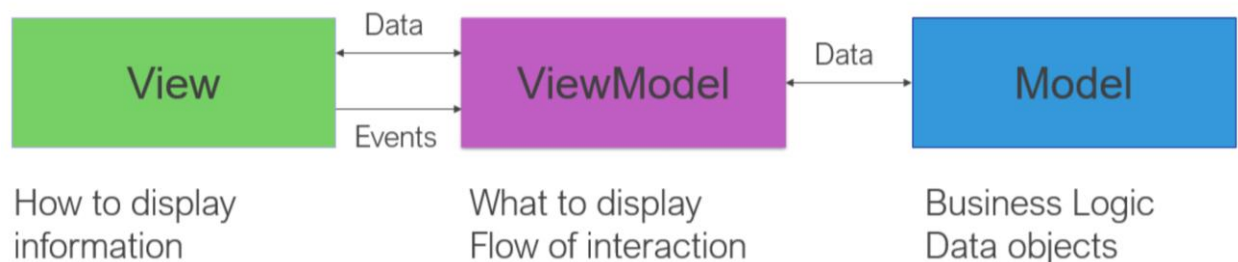 Data
View
ViewModel
Data
Model
Events
How to display
information
What to display
Flow of interaction
Business Logic
Data objects